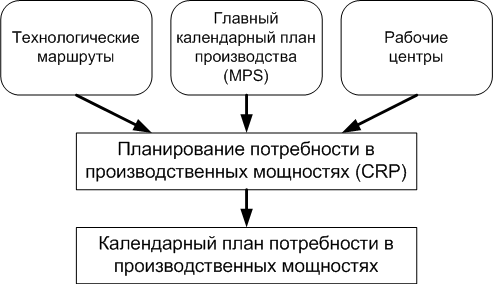 Технологические
маршруты
Главный
календарный план
производства
(MPS)
Рабочие
центры
Планирование потребности в
производственных мощностях (CRP)
Календарный план потребности в
производственных мощностях